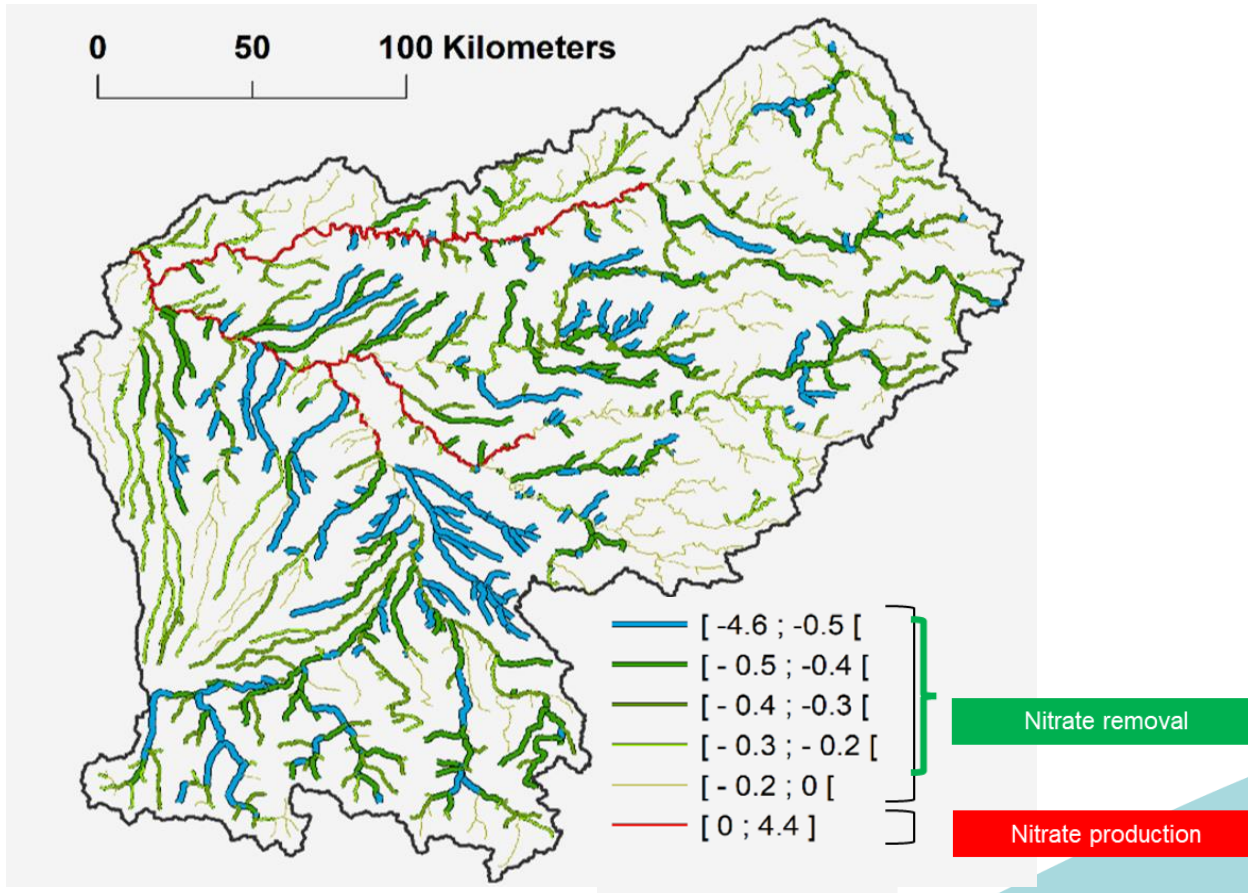 0 50 100 Kilometers
[ -4.6 ; -0.5 [
[ - 0.5 ; -0.4 [
[ - 0.4 ; -0.3 [
[ - 0.3 ; - 0.2 [
[ - 0.2 ; 0 [
[ 0 ; 4.4 ]
Nitrate removal
Nitrate production